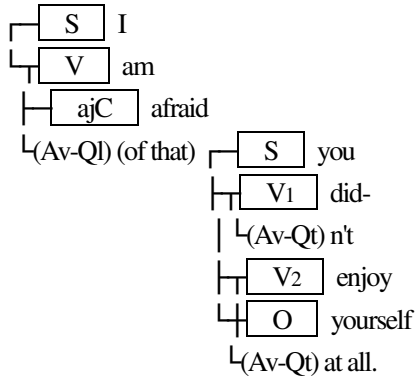 S I
V am
ajC afraid
(Av-Ql) (of that) S you
V1 did-
(Av-Qt) n't
V2 enjoy
O yourself
(Av-Qt) at all.